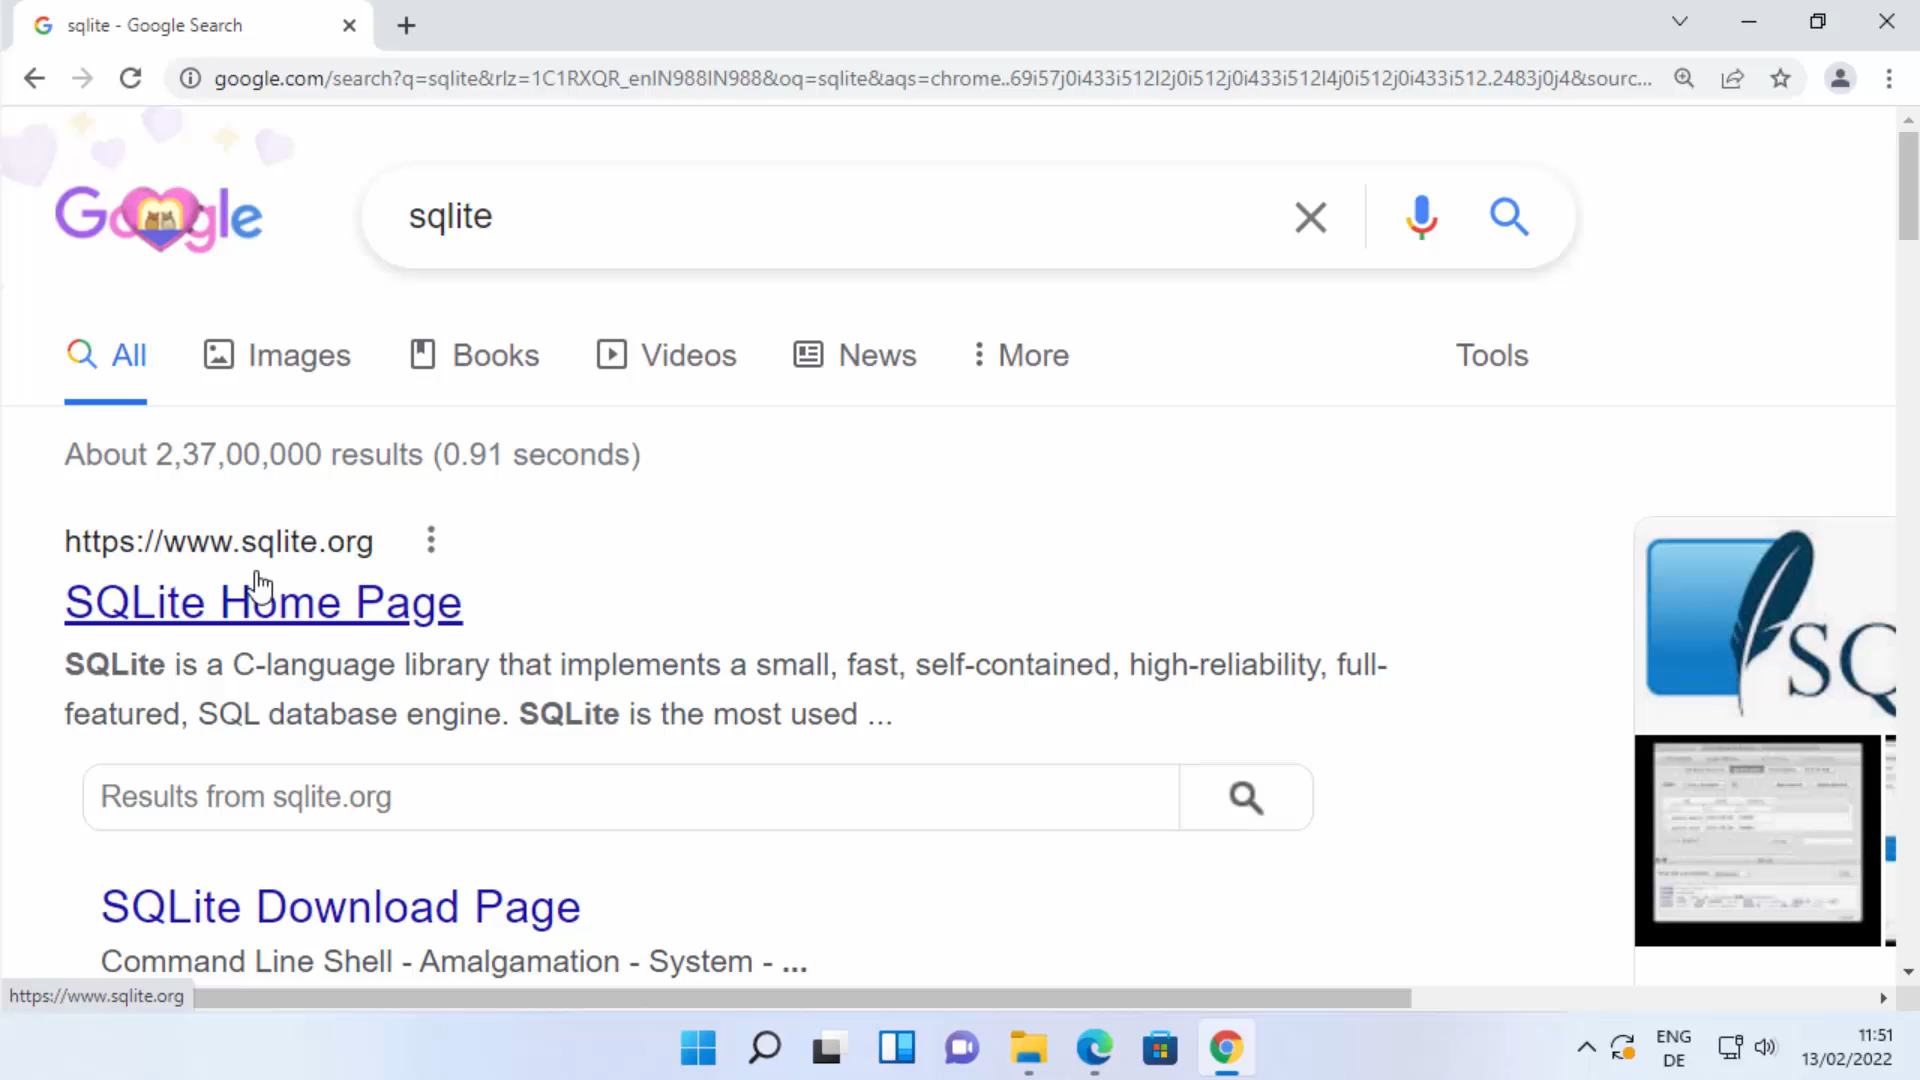 sqlite - Google Search
google.com/search?q=sqlite&rlz=1C1RXQR_enIN988IN988&oq=sqlite&aqs=chrome..69i57j0i433i512l2j0i512j0i433i512l4j0i512j0i433i512.2483j0j4&sourc...
Google
sqlite
All Images Books Videos News More Tools
About 2,37,00,000 results (0.91 seconds)
https://www.sqlite.org
SQLite Home Page
SQLite is a C-language library that implements a small, fast, self-contained, high-reliability, full-
featured, SQL database engine. SQLite is the most used ...
SQ
Results from sqlite.org
SQLite Download Page
Command Line Shell - Amalgamation - System - ...
https://www.sqlite.org
ENG
DE
11:51
13/02/2022